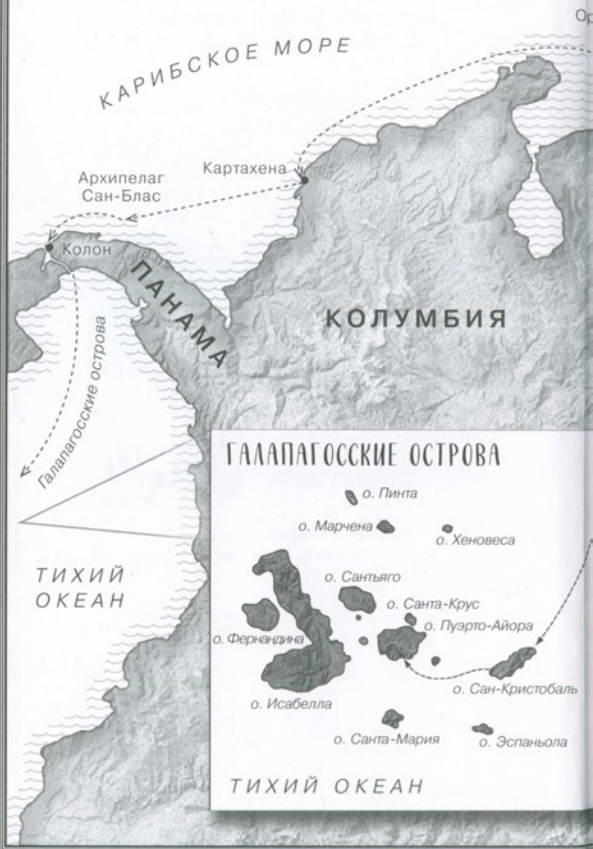 Ор
КАРИБСКОЕ МОРЕ
Картахена
Архипелаг
Сан-Блас
Колон
ПАНАМА
КОЛУМБИЯ
Галапагосские острова
ТИХИЙ
ОКЕАН
ГАЛАПАГОССКИЕ ОСТРОВА
о. Пинта
о. Марчена
о. Хеновеса
о. Сантьяго
о. Санта-Крус
о. Пуэрто-Айора
о. Фернандина
о. Сан-Кристобаль
о. Исабелла
о. Санта-Мария
о. Эспаньола
ТИХИЙ ОКЕАН